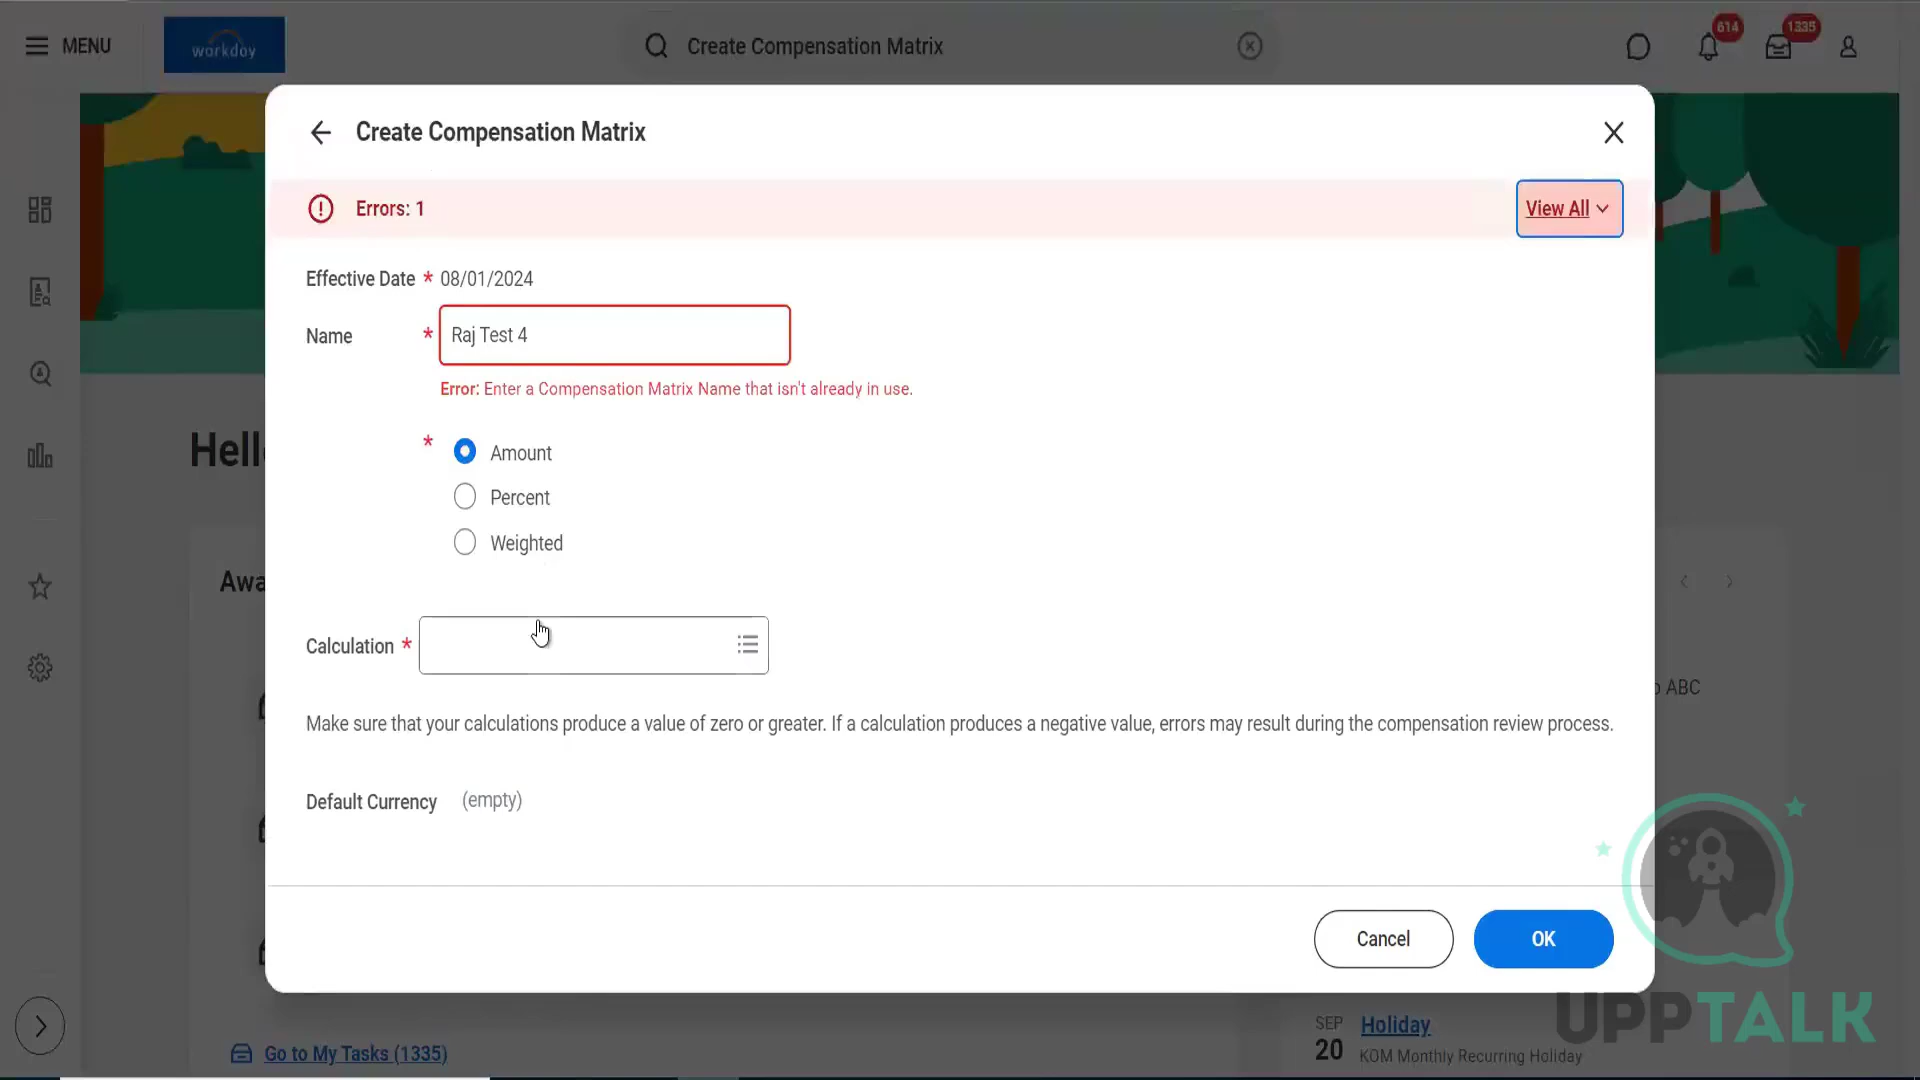 MENU
workday
Create Compensation Matrix
614
1335
Create Compensation Matrix
Errors: 1
View All
Effective Date * 08/01/2024
Name * Raj Test 4
Error: Enter a Compensation Matrix Name that isn't already in use.
* Amount
Percent
Weighted
Calculation *
Make sure that your calculations produce a value of zero or greater. If a calculation produces a negative value, errors may result during the compensation review process.
Default Currency (empty)
Cancel
OK
Hell
Awa
ABC
Go to My Tasks (1335)
SEP
20
Holiday
KOM Monthly Recurring Holiday
UPPTALK